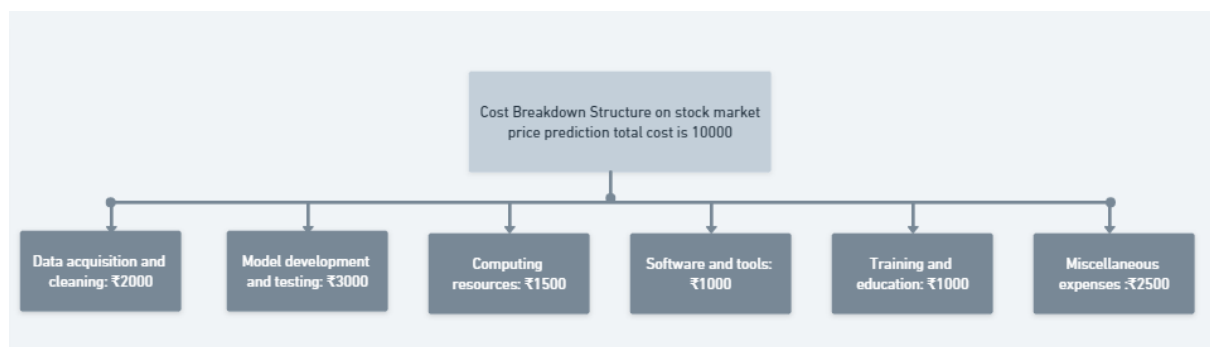 Cost Breakdown Structure on stock market
price prediction total cost is 10000
Data acquisition and
cleaning: ₹2000
Model development
and testing: ₹3000
Computing
resources: ₹1500
Software and tools:
₹1000
Training and
education: ₹1000
Miscellaneous
expenses :₹2500